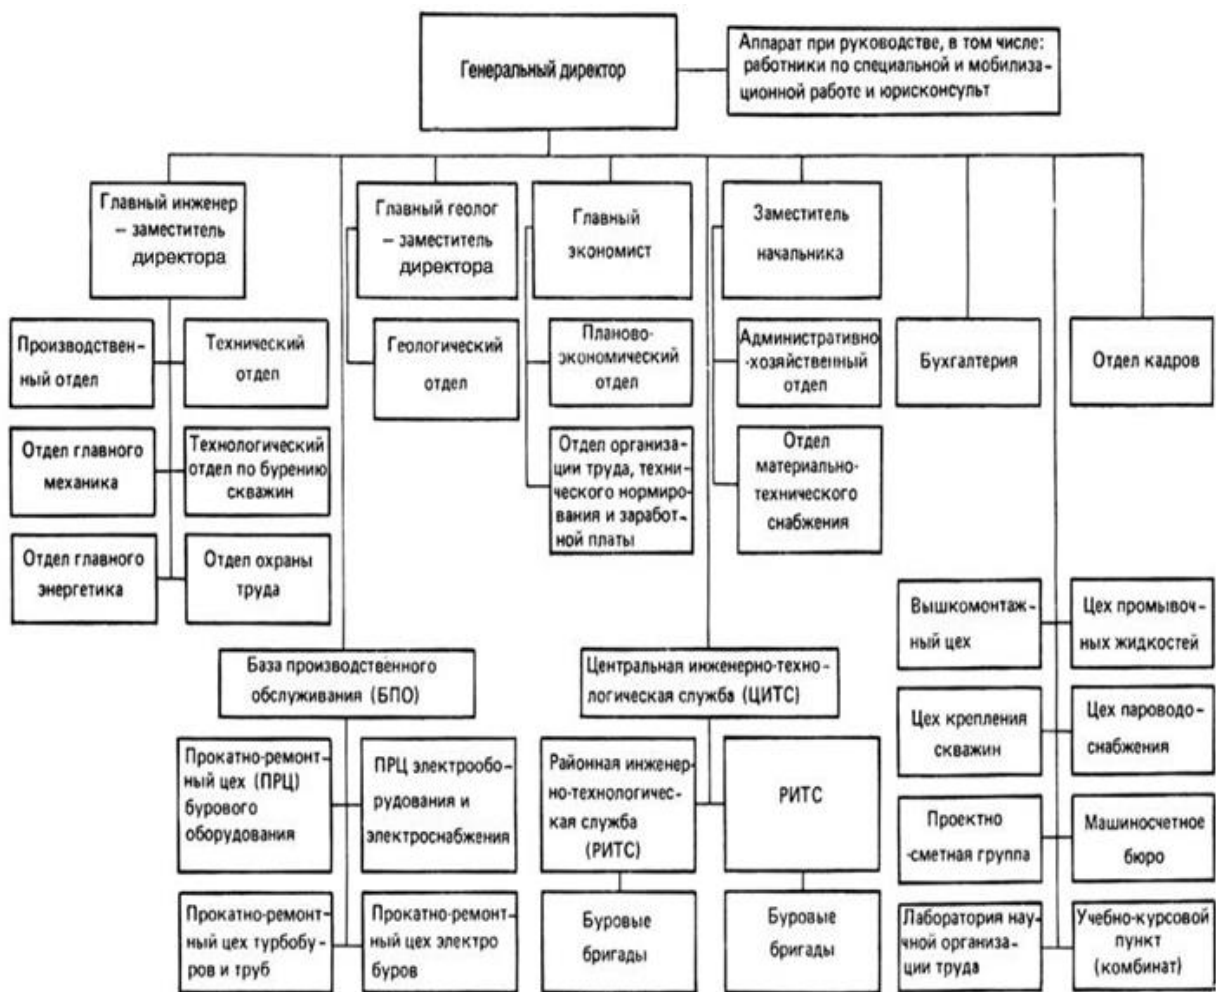 Генеральный директор
Аппарат при руководстве, в том числе:
работники по специальной и мобилиза-
ционной работе и юрисконсульт
Главный инженер
– заместитель
директора
Главный геолог
– заместитель
директора
Главный
экономист
Заместитель
начальника
Производствен-
ный отдел
Технический
отдел
Геологический
отдел
Планово-
экономический
отдел
Административно
-хозяйственный
отдел
Бухгалтерия
Отдел кадров
Отдел главного
механика
Технологический
отдел по бурению
скважин
Отдел организа-
ции труда, техни-
ческого нормиро-
вания и заработ-
ной платы
Отдел
материально-
технического
снабжения
Отдел главного
энергетика
Отдел охраны
труда
Вышкомонтаж-
ный цех
Цех промывоч-
ных жидкостей
База производственного
обслуживания (БПО)
Центральная инженерно-техно-
логическая служба (ЦИТС)
Цех крепления
скважин
Цех пароводо-
снабжения
Прокатно-ремонт-
ный цех (ПРЦ)
бурового
оборудования
ПРЦ электрообо-
рудования и
электроснабжения
Районная инженер-
но-технологичес-
кая служба
(РИТС)
РИТС
Проектно
-сметная группа
Машиносчетное
бюро
Прокатно-ремонт-
ный цех турбобу-
ров и труб
Прокатно-ремонт-
ный цех электро
буров
Буровые
бригады
Буровые
бригады
Лаборатория нау-
чной организа-
ции труда
Учебно-курсовой
пункт
(комбинат)